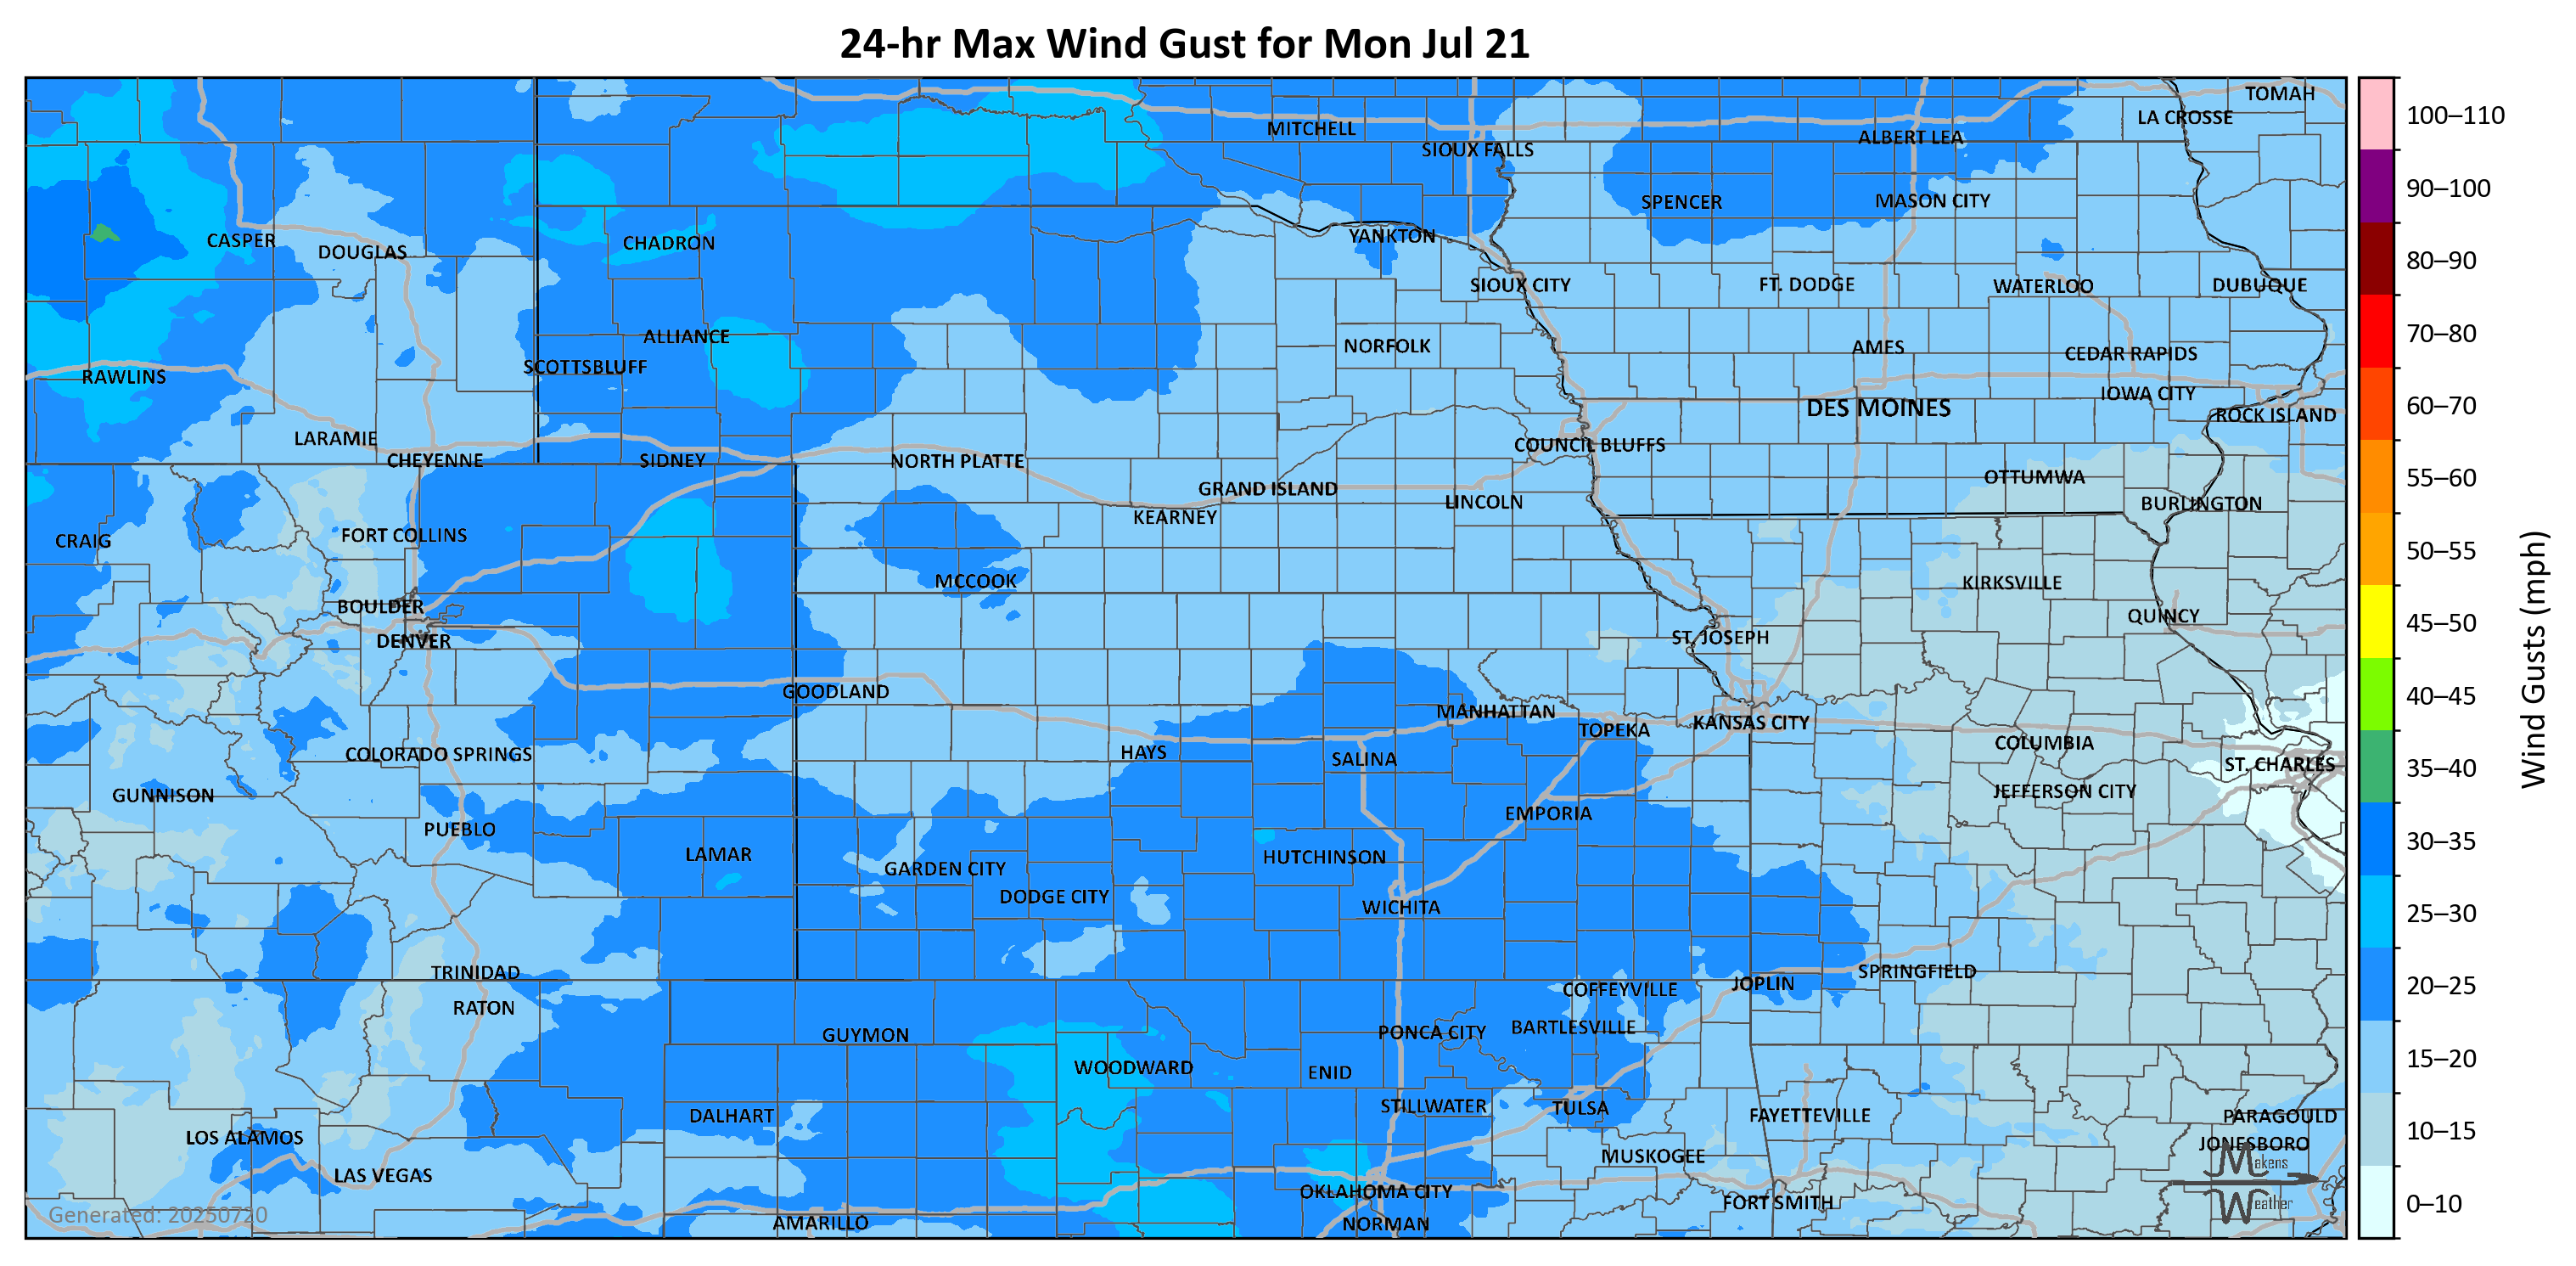 24-hr Max Wind Gust for Mon Jul 21
TOMAH
LA CROSSE
MITCHELL
ALBERT LEA
SIOUX FALLS
SPENCER
MASON CITY
CASPER
DOUGLAS
CHADRON
YANKTON
SIOUX CITY
FT. DODGE
WATERLOO
DUBUQUE
ALLIANCE
NORFOLK
AMES
CEDAR RAPIDS
SCOTTSBLUFF
RAWLINS
IOWA CITY
DES MOINES
ROCK ISLAND
LARAMIE
COUNCIL BLUFFS
CHEYENNE
SIDNEY
NORTH PLATTE
OTTUMWA
GRAND ISLAND
LINCOLN
BURLINGTON
KEARNEY
CRAIG
FORT COLLINS
MCCOOK
KIRKSVILLE
BOULDER
QUINCY
DENVER
ST. JOSEPH
GOODLAND
MANHATTAN
TOPEKA
KANSAS CITY
COLORADO SPRINGS
HAYS
SALINA
COLUMBIA
ST. CHARLES
GUNNISON
JEFFERSON CITY
EMPORIA
PUEBLO
LAMAR
HUTCHINSON
GARDEN CITY
DODGE CITY
WICHITA
TRINIDAD
SPRINGFIELD
JOPLIN
COFFEYVILLE
RATON
GUYMON
PONCA CITY
BARTLESVILLE
WOODWARD
ENID
DALHART
STILLWATER
TULSA
FAYETTEVILLE
PARAGOULD
LOS ALAMOS
JONESBORO
MUSKOGEE
LAS VEGAS
OKLAHOMA CITY
FORT SMITH
AMARILLO
NORMAN
Makens
Weather
Generated: 20250720
100–110
90–100
80–90
70–80
60–70
55–60
50–55
45–50
40–45
35–40
30–35
25–30
20–25
15–20
10–15
0–10
Wind Gusts (mph)